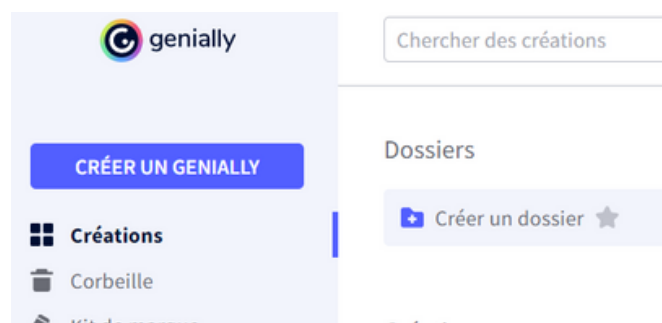 genially
Chercher des créations
CRÉER UN GENIALLY
Créations
Corbeille
Dossiers
Créer un dossier